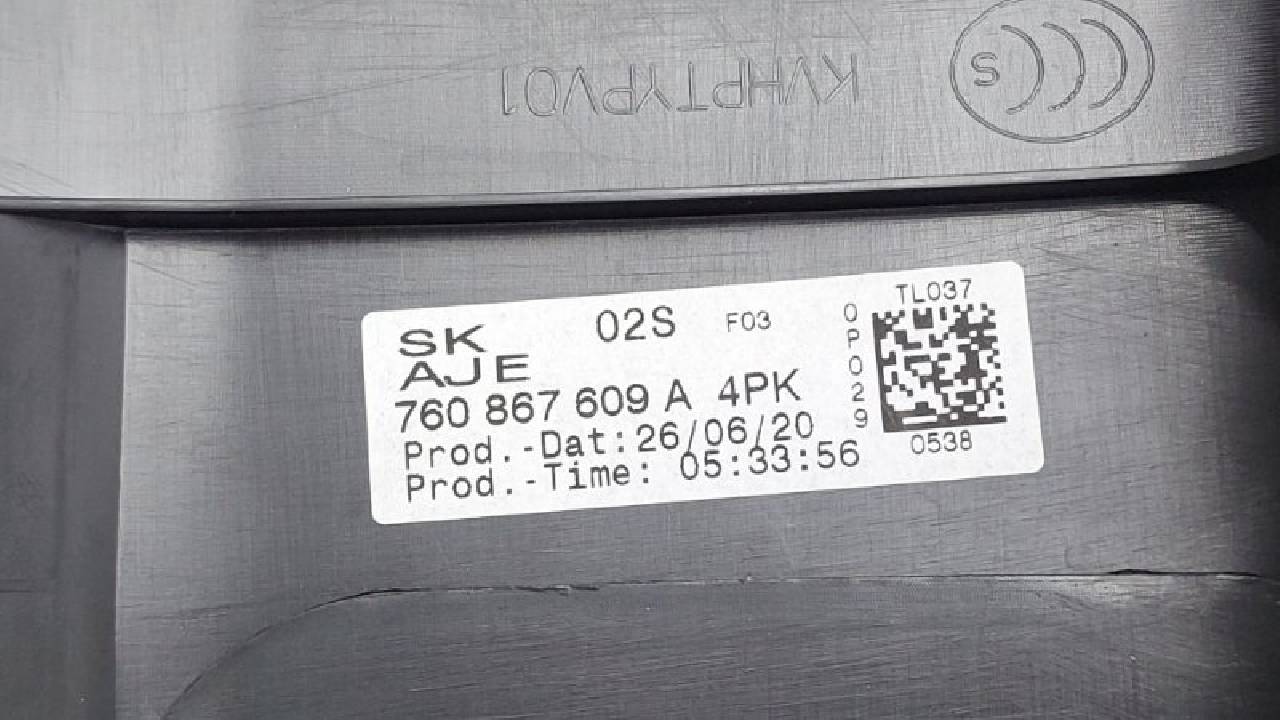 KVHPTYPV01
S
TL037
SK 02S F03
AJE
0P029
760 867 609 A 4PK
Prod.-Dat:26/06/20
0538
Prod.-Time: 05:33:56